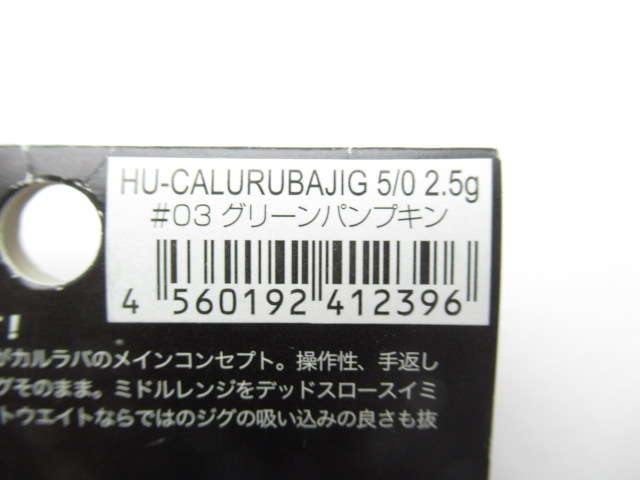 HU-CALURUBAJIG 5/0 2.5g
#03 グリーンパンプキン
4 560192 412396
！
がカルラバのメインコンセプト。操作性、手返し
グそのまま。ミドルレンジをデッドスロースイミ
トウエイトならではのジグの吸い込みの良さも抜